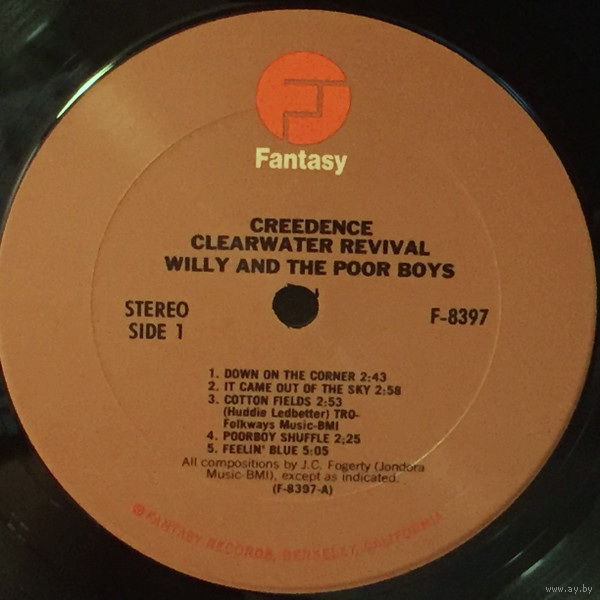 Fantasy
CREEDENCE
CLEARWATER REVIVAL
WILLY AND THE POOR BOYS
STEREO
SIDE 1
F-8397
1. DOWN ON THE CORNER 2:43
2. IT CAME OUT OF THE SKY 2:58
3. COTTON FIELDS 2:53
(Huddie Ledbetter) TRO-
Folkways Music-BMI
4. POORBOY SHUFFLE 2:25
5. FEELIN' BLUE 5:05
All compositions by J.C. Fogerty (Jondora
Music-BMI), except as indicated.
(F-8397-A)
℗ FANTASY RECORDS, BERKELEY, CALIFORNIA
www.ay.by